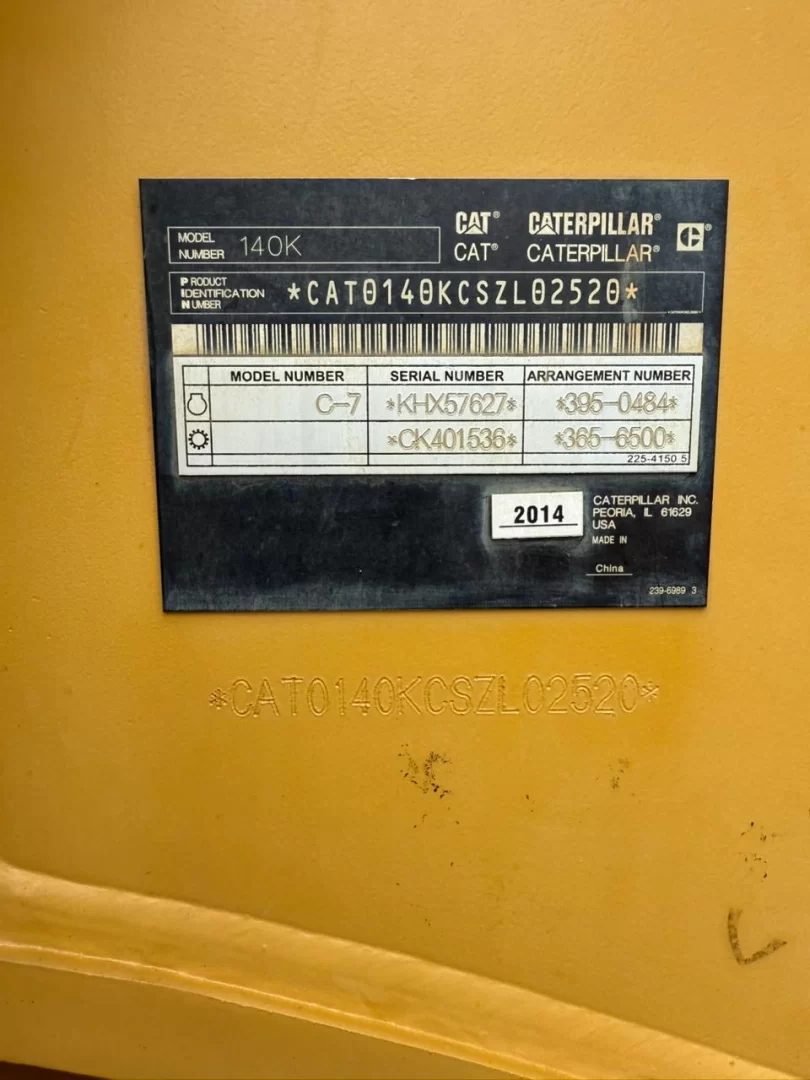 CAT® CATERPILLAR®
MODEL NUMBER 140K
CAT® CATERPILLAR®
PRODUCT IDENTIFICATION NUMBER *CAT0140KCSZL02520*
MODEL NUMBER SERIAL NUMBER ARRANGEMENT NUMBER
C-7 *KHX57627* *395-0484*
*CK401536* *365-6500*
225-4150 5
2014
CATERPILLAR INC.
PEORIA, IL 61629
USA
MADE IN
China
239-6989 3
*CAT0140KCSZL02520*